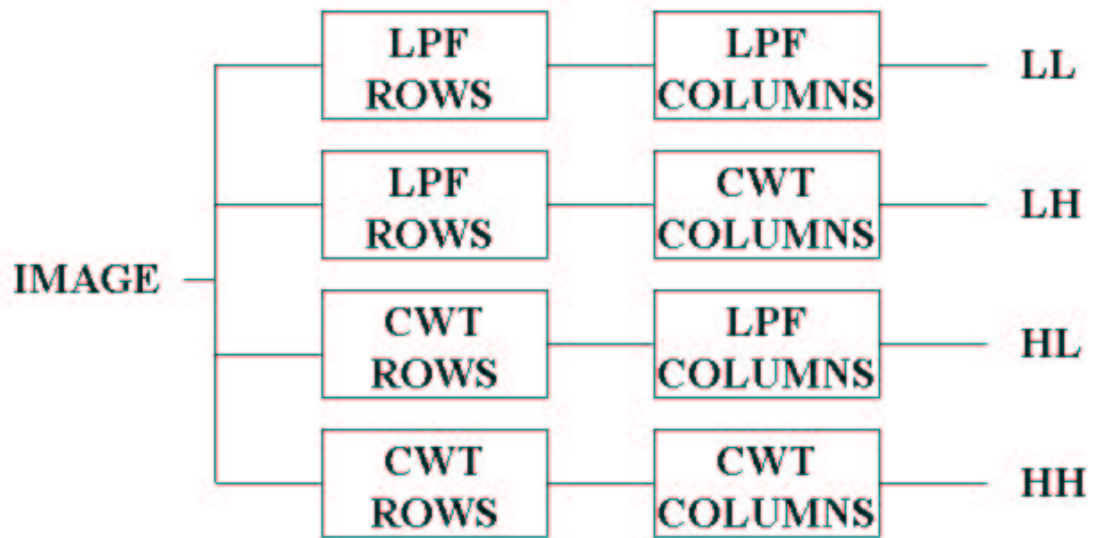 LPF
ROWS
LPF
COLUMNS
LL
LPF
ROWS
CWT
COLUMNS
LH
IMAGE
CWT
ROWS
LPF
COLUMNS
HL
CWT
ROWS
CWT
COLUMNS
HH